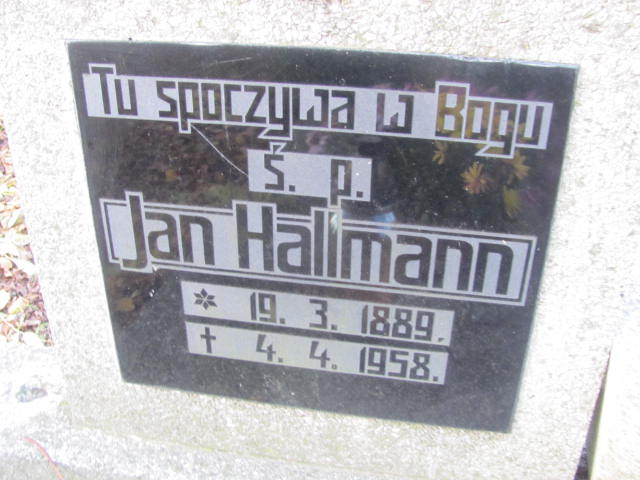 Tu spoczywa w Bogu
Ś. p.
Jan Hallmann
* 19. 3. 1889.
† 4. 4. 1958.